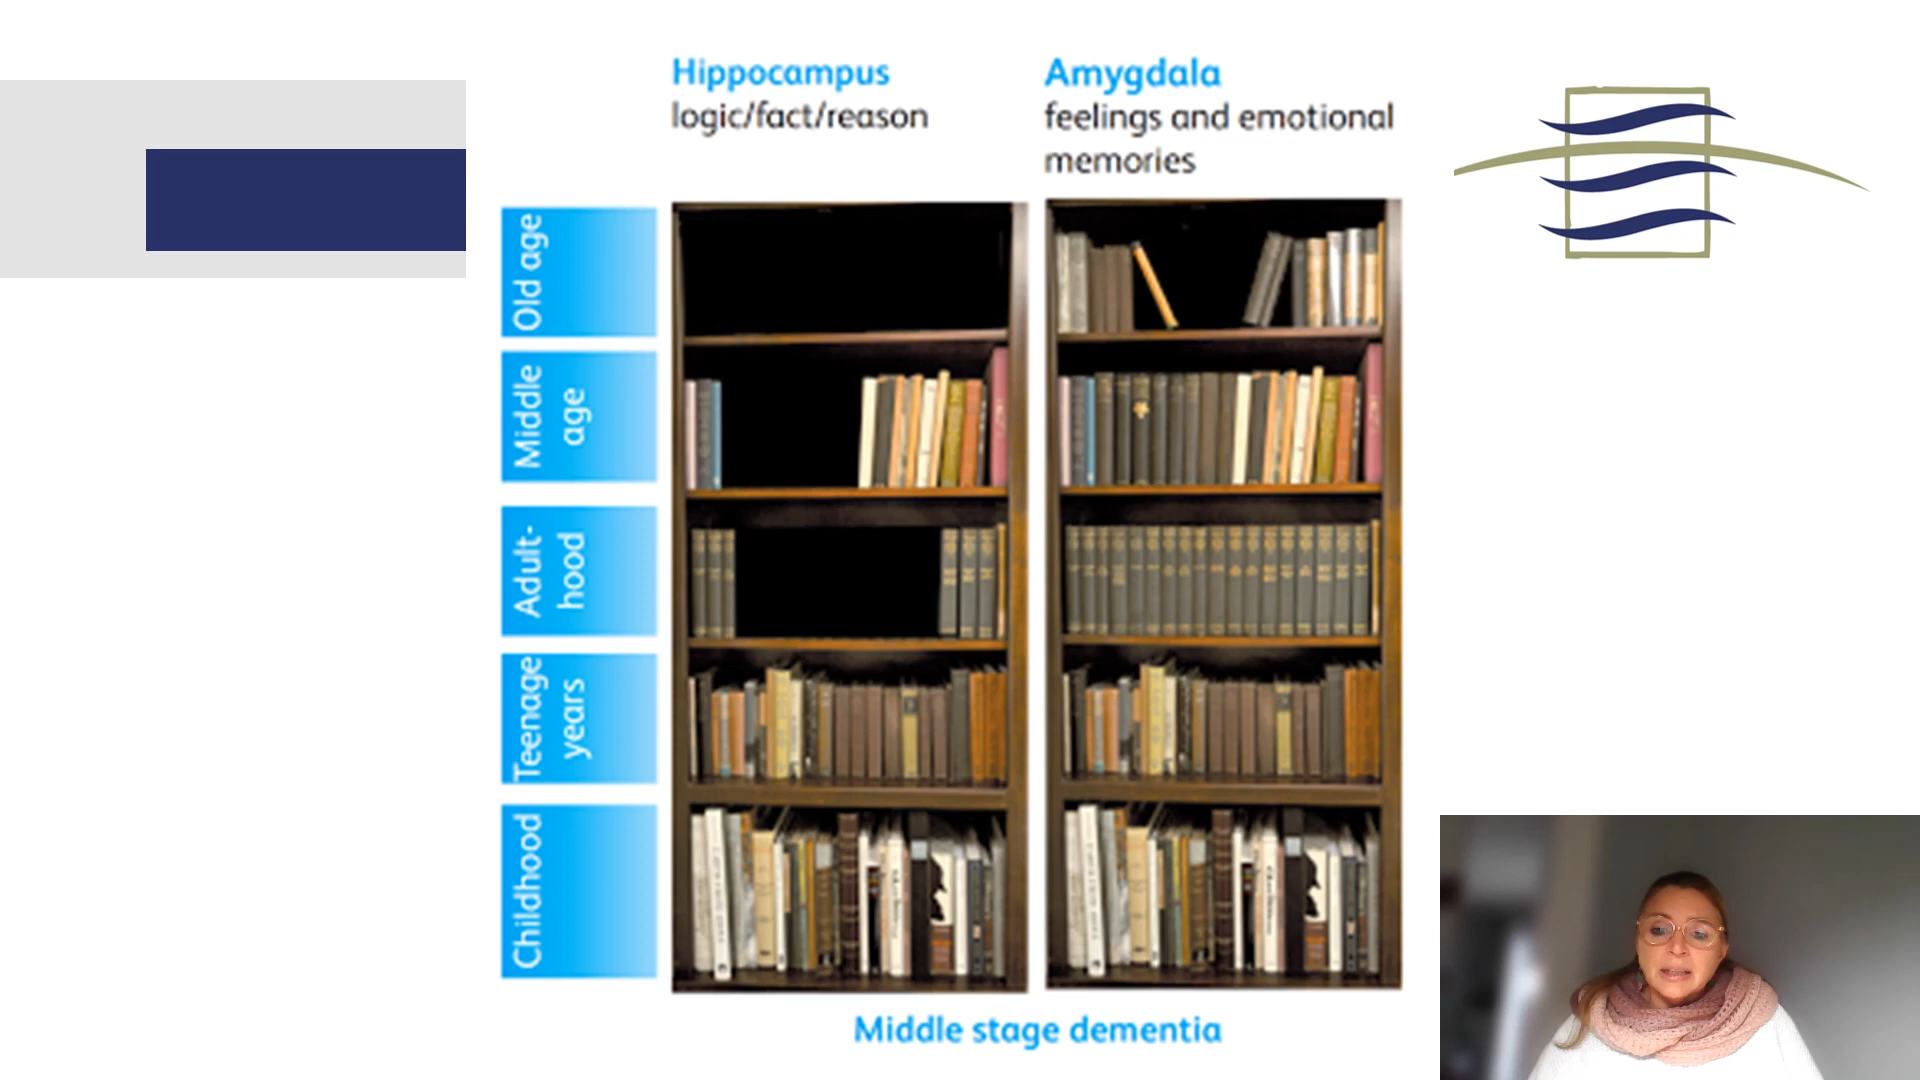 Hippocampus
logic/fact/reason
Amygdala
feelings and emotional
memories
Old age
Middle
age
Adult-
hood
Teenage
years
Childhood
Middle stage dementia